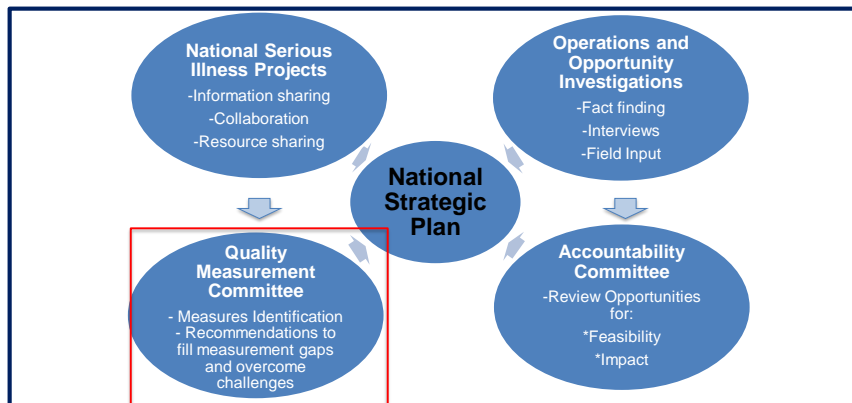 National Serious
Illness Projects
-Information sharing
-Collaboration
-Resource sharing
Operations and
Opportunity
Investigations
-Fact finding
-Interviews
-Field Input
National
Strategic
Plan
Quality
Measurement
Committee
- Measures Identification
- Recommendations to
fill measurement gaps
and overcome
challenges
Accountability
Committee
-Review Opportunities
for:
*Feasibility
*Impact